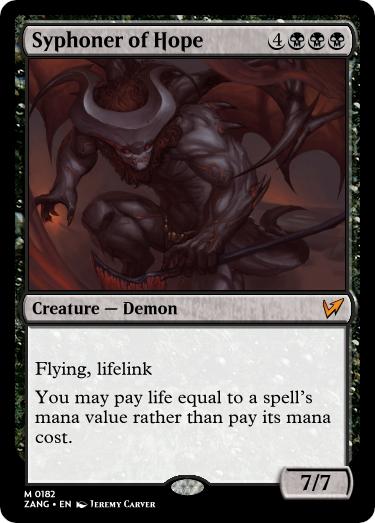 Syphoner of Hope 4
Creature — Demon
Flying, lifelink
You may pay life equal to a spell's
mana value rather than pay its mana
cost.
7/7
M 0182
ZANG • EN Jeremy Carver